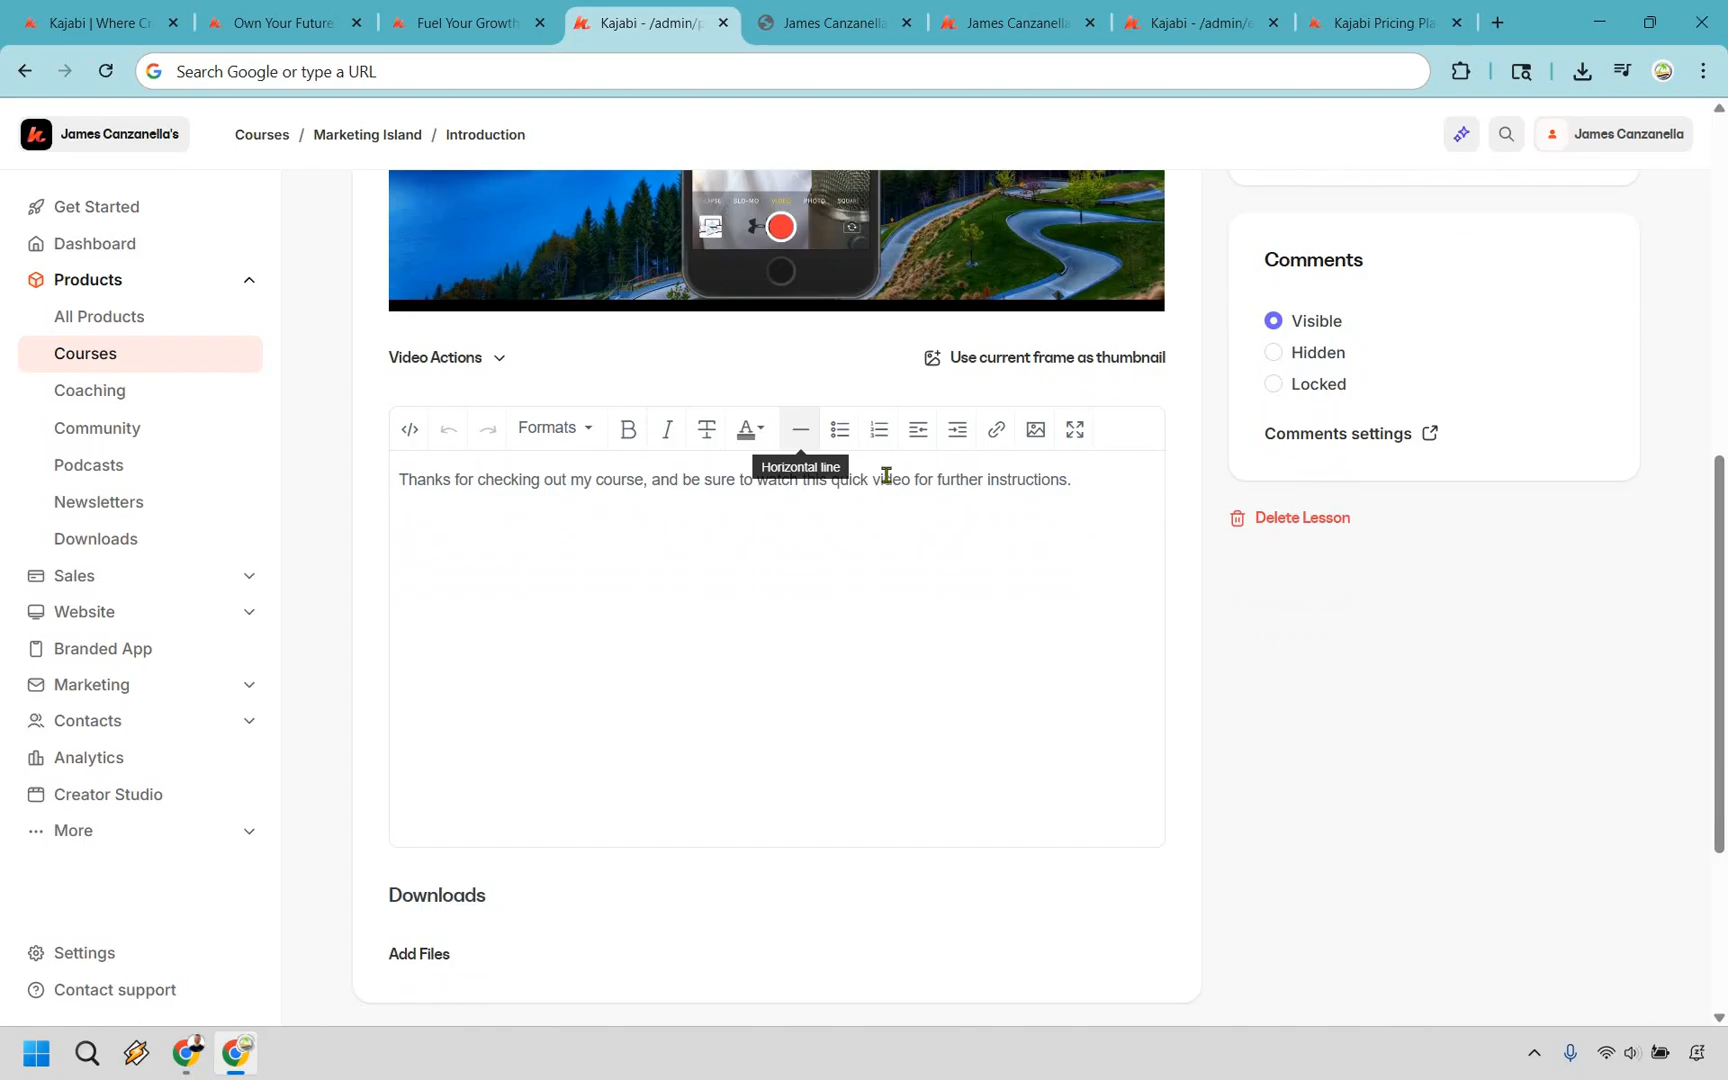 Kajabi | Where C
Own Your Future
Fuel Your Growth
Kajabi - /admin/p
James Canzanella
James Canzanella
Kajabi - /admin/e
Kajabi Pricing Pla
Search Google or type a URL
James Canzanella's
Courses / Marketing Island / Introduction
James Canzanella
Get Started
Dashboard
Products
All Products
Courses
Coaching
Community
Podcasts
Newsletters
Downloads
Sales
Website
Branded App
Marketing
Contacts
Analytics
Creator Studio
More
Settings
Contact support
SLO-MO VIDEO PHOTO SQUARE
Video Actions
Use current frame as thumbnail
Formats
Horizontal line
Thanks for checking out my course, and be sure to watch this quick video for further instructions.
Downloads
Add Files
Comments
Visible
Hidden
Locked
Comments settings
Delete Lesson